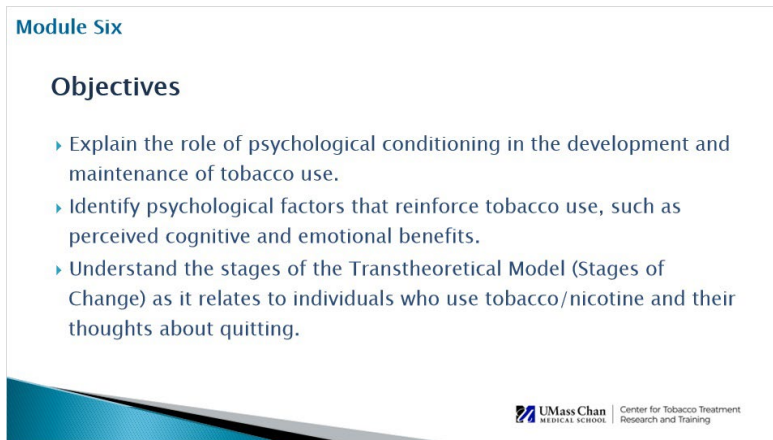 Module Six
Objectives
Explain the role of psychological conditioning in the development and
maintenance of tobacco use.
Identify psychological factors that reinforce tobacco use, such as
perceived cognitive and emotional benefits.
Understand the stages of the Transtheoretical Model (Stages of
Change) as it relates to individuals who use tobacco/nicotine and their
thoughts about quitting.
UMass Chan
MEDICAL SCHOOL
Center for Tobacco Treatment
Research and Training